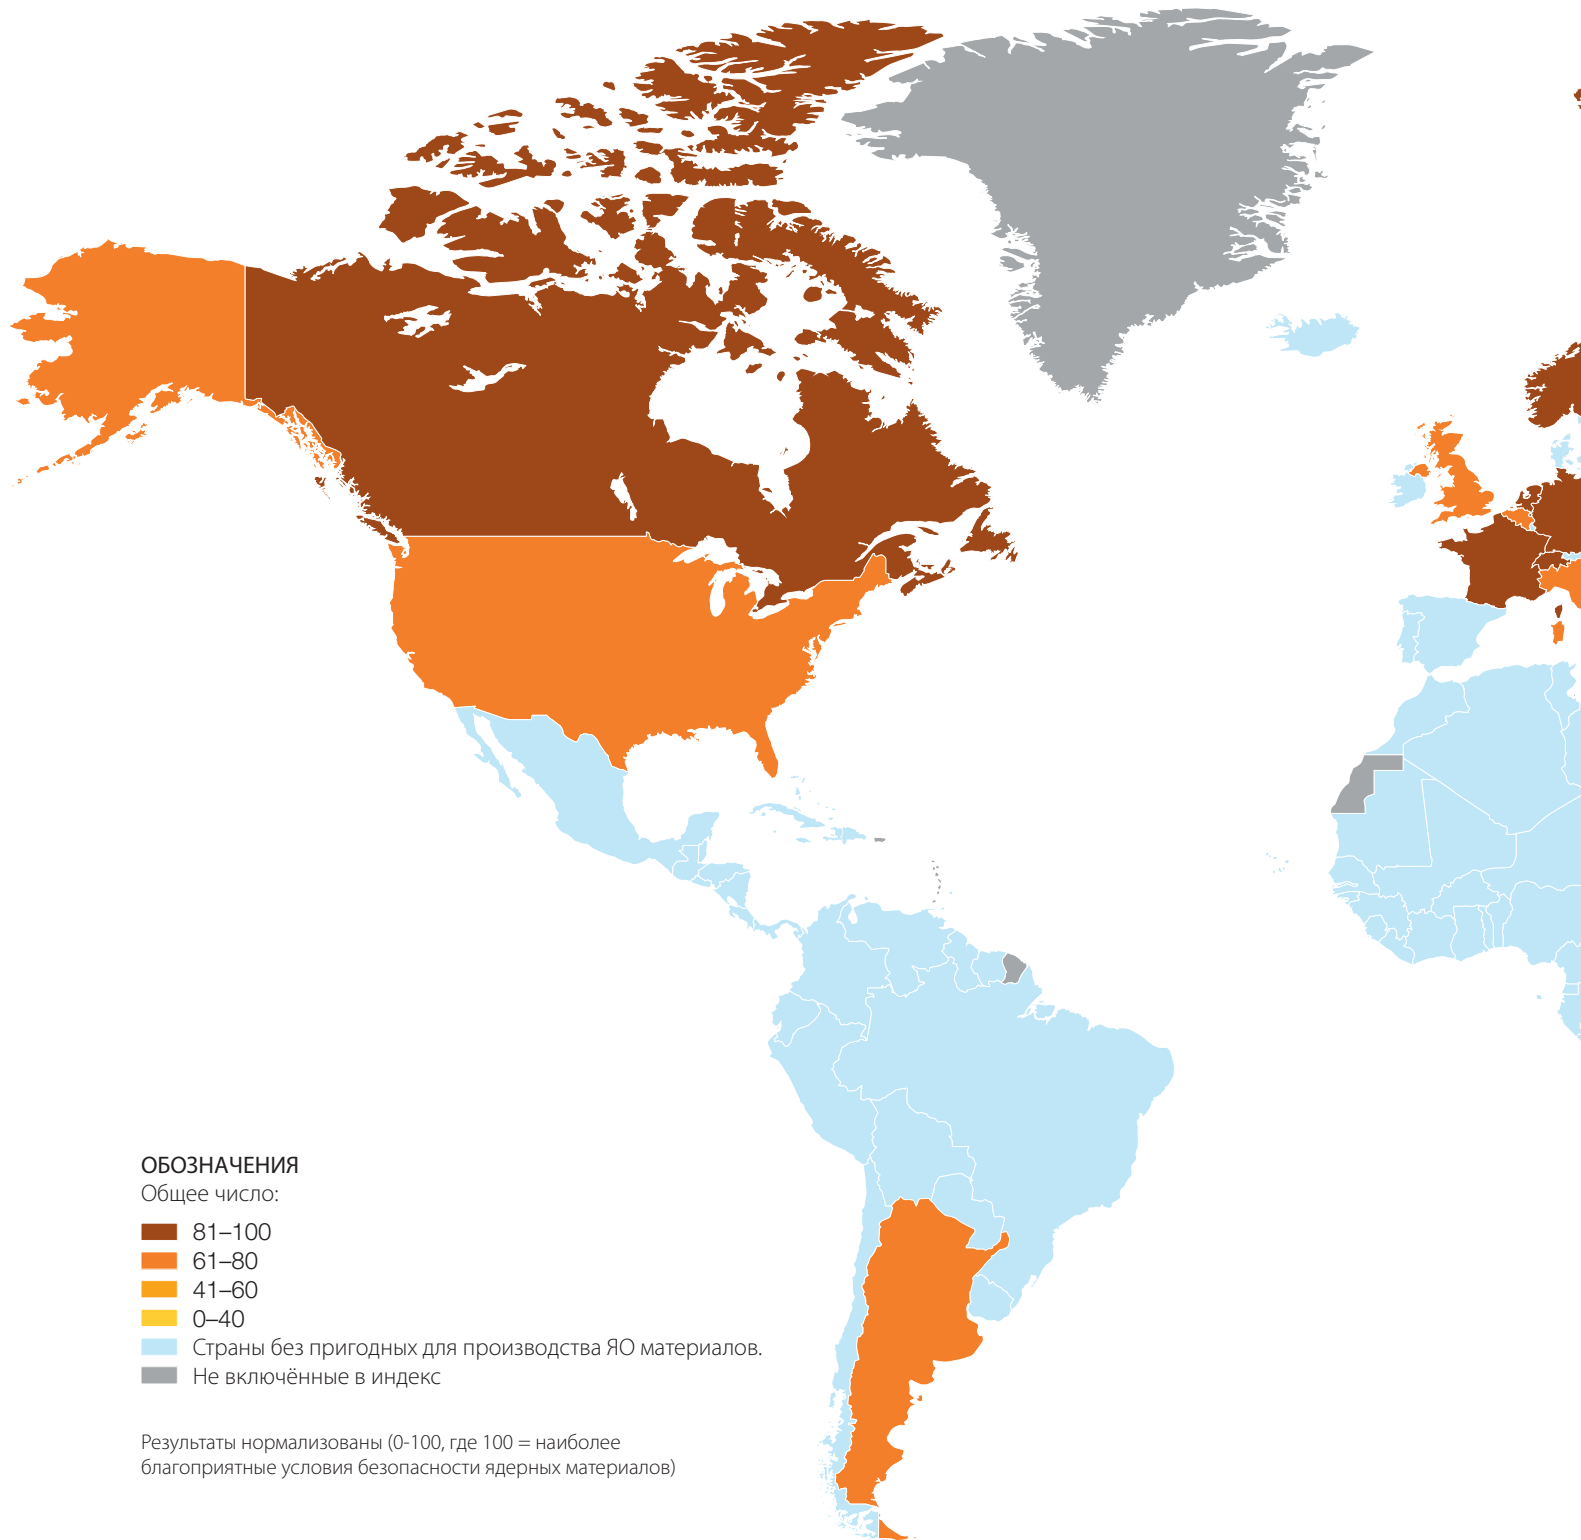 ОБОЗНАЧЕНИЯ
Общее число:
81–100
61–80
41–60
0–40
Страны без пригодных для производства ЯО материалов.
Не включённые в индекс
Результаты нормализованы (0-100, где 100 = наиболее
благоприятные условия безопасности ядерных материалов)